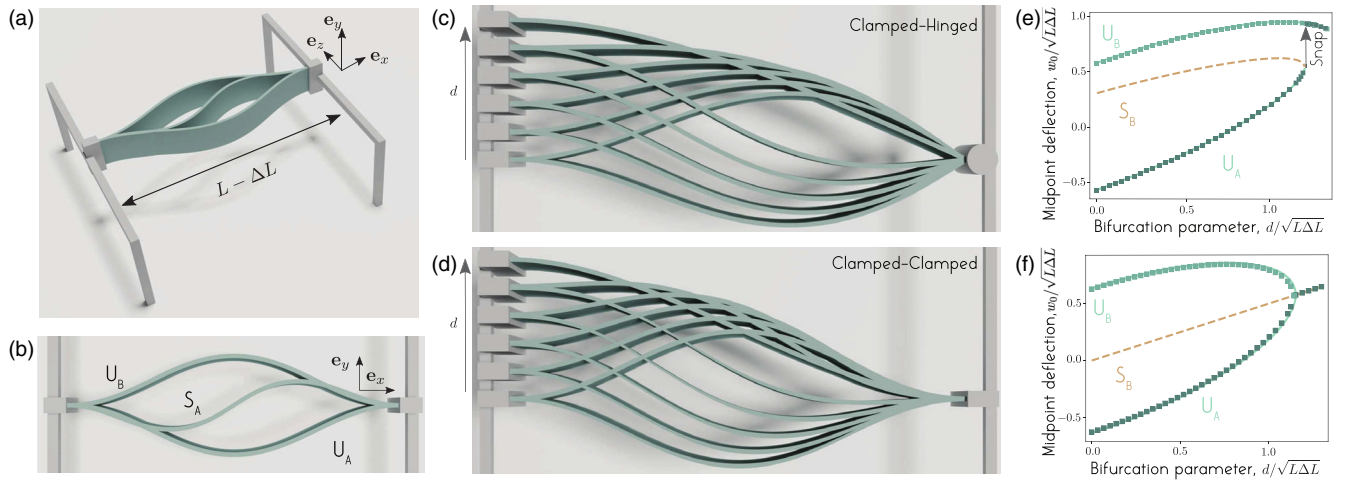 (a)
e_y
e_z
e_x
L − ΔL
(b)
U_B
S_A
U_A
e_y
e_x
(c)
Clamped-Hinged
d
(d)
Clamped-Clamped
d
(e)
Midpoint deflection, w₀/√LΔL
1.0
0.5
0.0
−0.5
U_B
S_B
U_A
Snap
0.0 0.5 1.0
Bifurcation parameter, d/√LΔL
(f)
Midpoint deflection, w₀/√LΔL
0.5
0.0
−0.5
U_B
S_B
U_A
0.0 0.5 1.0
Bifurcation parameter, d/√LΔL